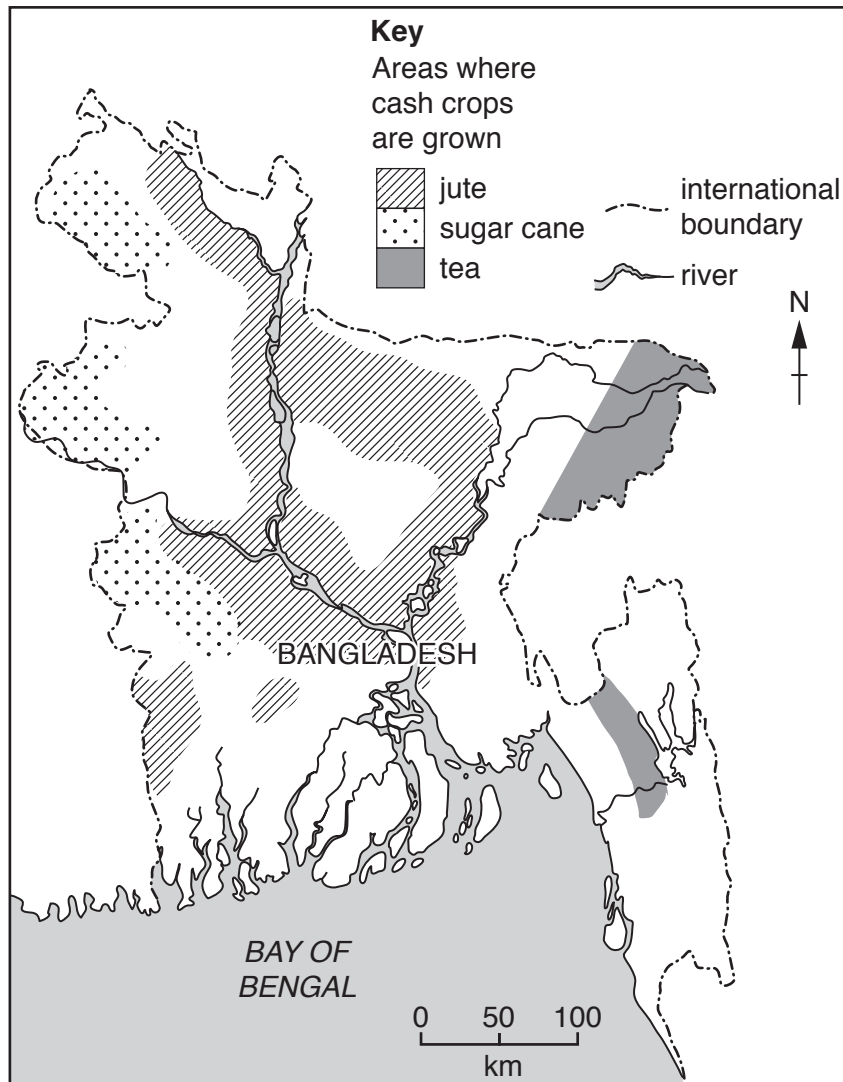 Key
Areas where
cash crops
are grown
jute
sugar cane
tea
international
boundary
river
N
BANGLADESH
BAY OF
BENGAL
0 50 100
km